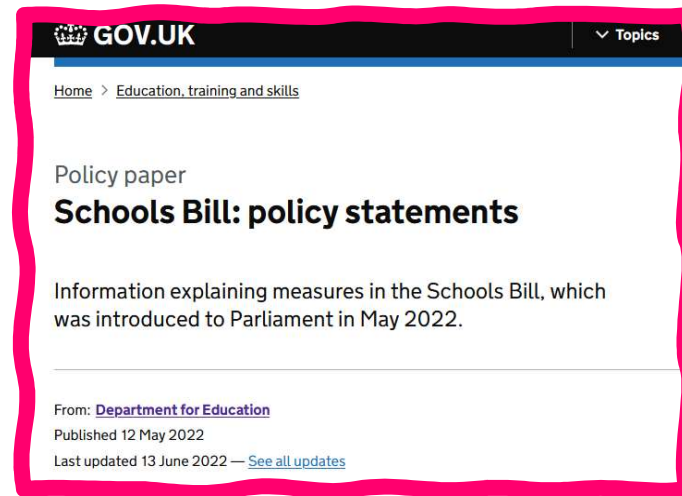 GOV.UK
Topics
Home > Education, training and skills
Policy paper
Schools Bill: policy statements
Information explaining measures in the Schools Bill, which
was introduced to Parliament in May 2022.
From: Department for Education
Published 12 May 2022
Last updated 13 June 2022 — See all updates